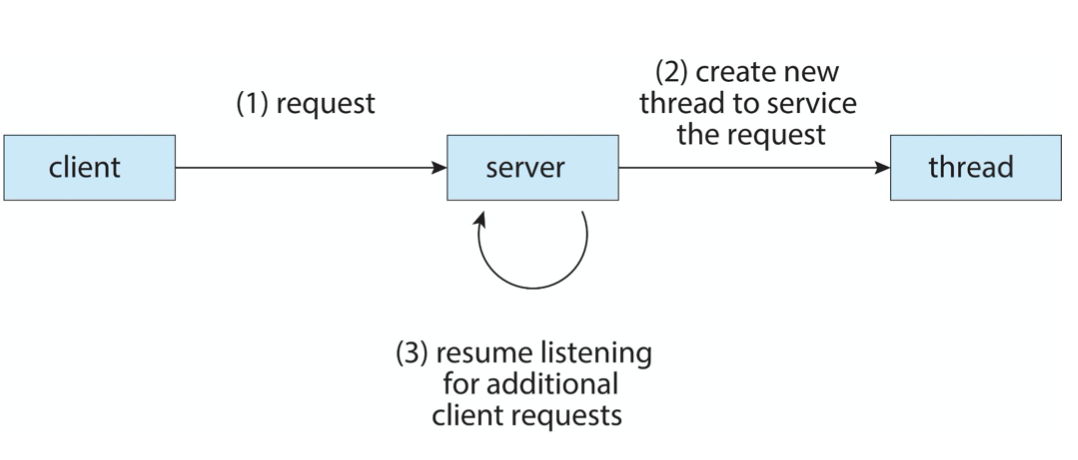 (1) request
(2) create new
thread to service
the request
client
server
thread
(3) resume listening
for additional
client requests